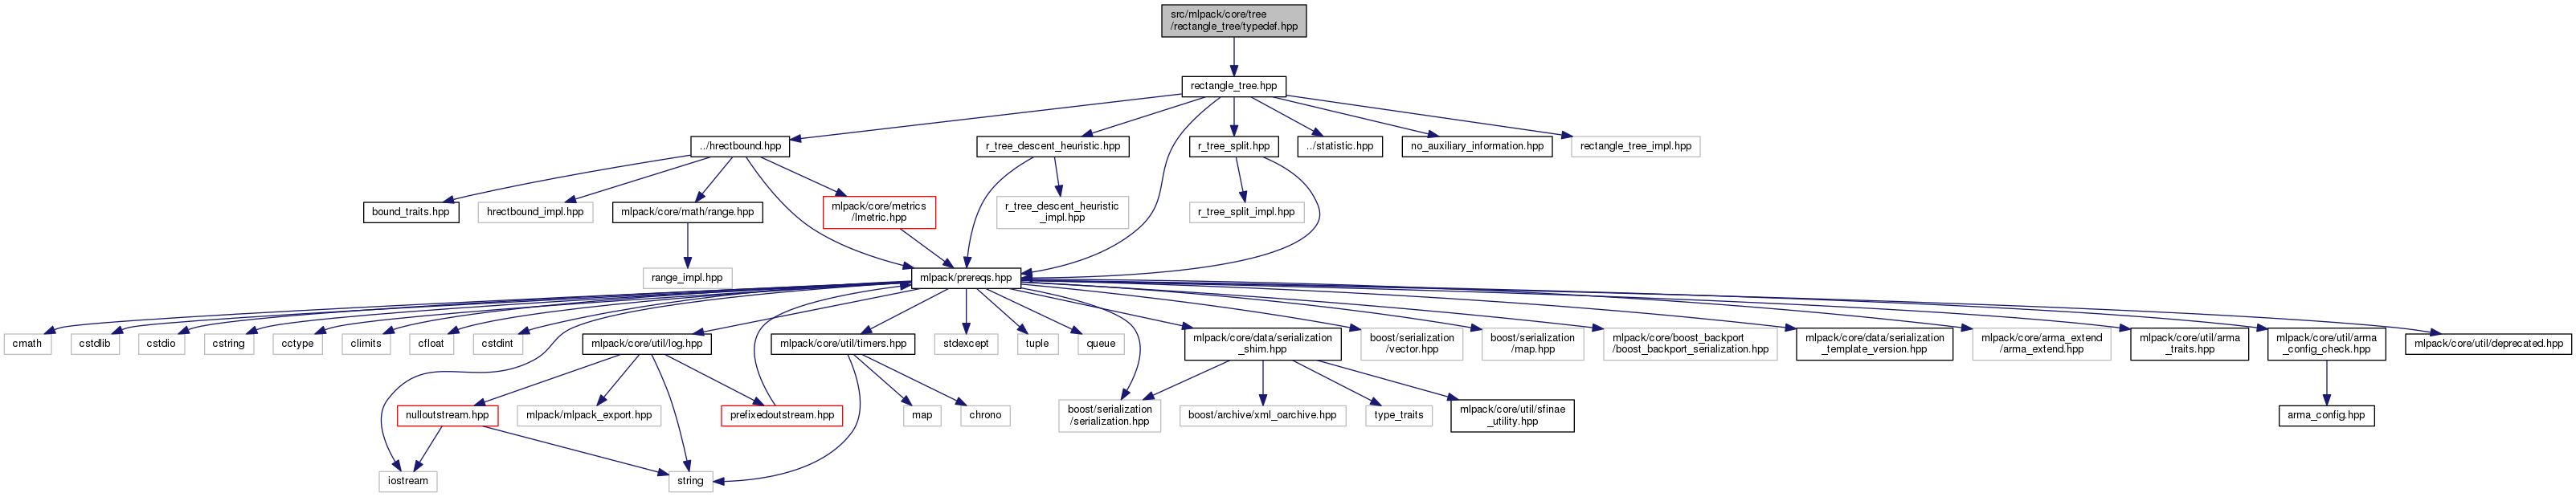 src/mlpack/core/tree
/rectangle_tree/typedef.hpp
rectangle_tree.hpp
../hrectbound.hpp
r_tree_descent_heuristic.hpp
r_tree_split.hpp
../statistic.hpp
no_auxiliary_information.hpp
rectangle_tree_impl.hpp
bound_traits.hpp
hrectbound_impl.hpp
mlpack/core/math/range.hpp
mlpack/core/metrics
/lmetric.hpp
r_tree_descent_heuristic
_impl.hpp
r_tree_split_impl.hpp
range_impl.hpp
mlpack/prereqs.hpp
cmath
cstdlib
cstdio
cstring
cctype
climits
cfloat
cstdint
mlpack/core/util/log.hpp
mlpack/core/util/timers.hpp
stdexcept
tuple
queue
mlpack/core/data/serialization
_shim.hpp
boost/serialization
/vector.hpp
boost/serialization
/map.hpp
mlpack/core/boost_backport
/boost_backport_serialization.hpp
mlpack/core/data/serialization
_template_version.hpp
mlpack/core/arma_extend
/arma_extend.hpp
mlpack/core/util/arma
_traits.hpp
mlpack/core/util/arma
_config_check.hpp
mlpack/core/util/deprecated.hpp
nulloutstream.hpp
mlpack/mlpack_export.hpp
prefixedoutstream.hpp
map
chrono
boost/serialization
/serialization.hpp
boost/archive/xml_oarchive.hpp
type_traits
mlpack/core/util/sfinae
_utility.hpp
arma_config.hpp
iostream
string